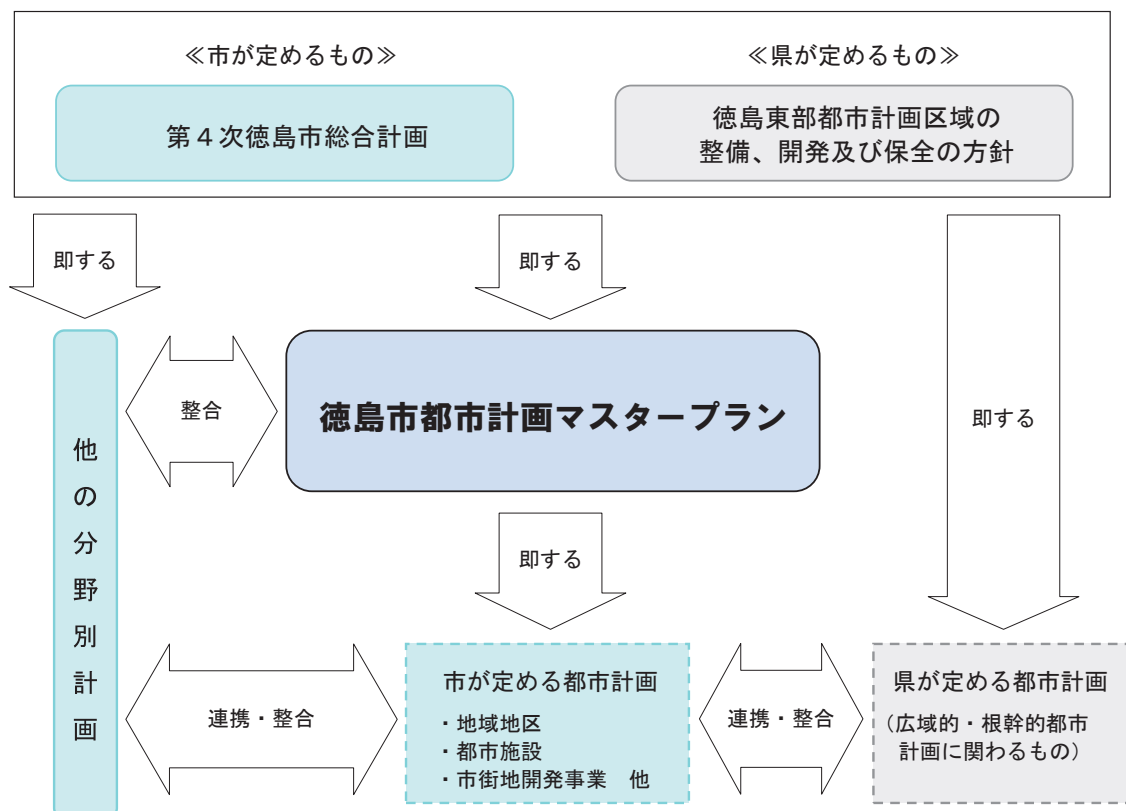 ≪市が定めるもの≫
≪県が定めるもの≫
第４次徳島市総合計画
徳島東部都市計画区域の
整備、開発及び保全の方針
即する
即する
即する
整合
徳島市都市計画マスタープラン
他の分野別計画
即する
連携・整合
市が定める都市計画
・地域地区
・都市施設
・市街地開発事業　他
連携・整合
県が定める都市計画
（広域的・根幹的都市
計画に関わるもの）